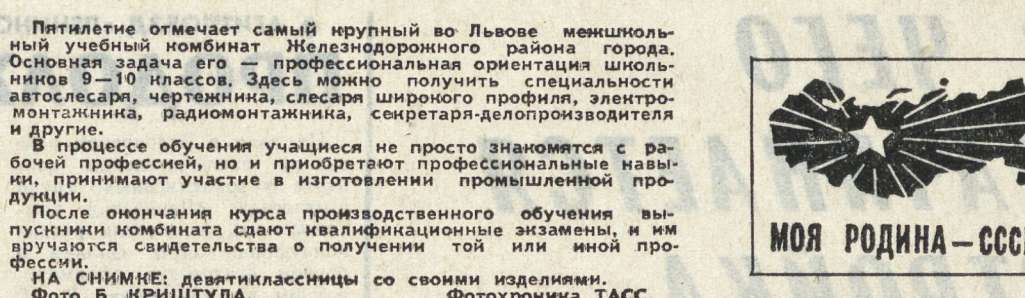 Пятилетие отмечает самый крупный во Львове межшколь-
ный учебный комбинат Железнодорожного района города.
Основная задача его — профессиональная ориентация школь-
ников 9—10 классов. Здесь можно получить специальности
автослесаря, чертежника, слесаря широкого профиля, электро-
монтажника, радиомонтажника, секретаря-делопроизводителя
и другие.
В процессе обучения учащиеся не просто знакомятся с ра-
бочей профессией, но и приобретают профессиональные навы-
ки, принимают участие в изготовлении промышленной про-
дукции.
После окончания курса производственного обучения вы-
пускники комбината сдают квалификационные экзамены, и им
вручаются свидетельства о получении той или иной про-
фессии.
НА СНИМКЕ: девятиклассницы со своими изделиями.
Фото Б. КРИШТУЛА. Фотохроника ТАСС.
МОЯ РОДИНА — ССС